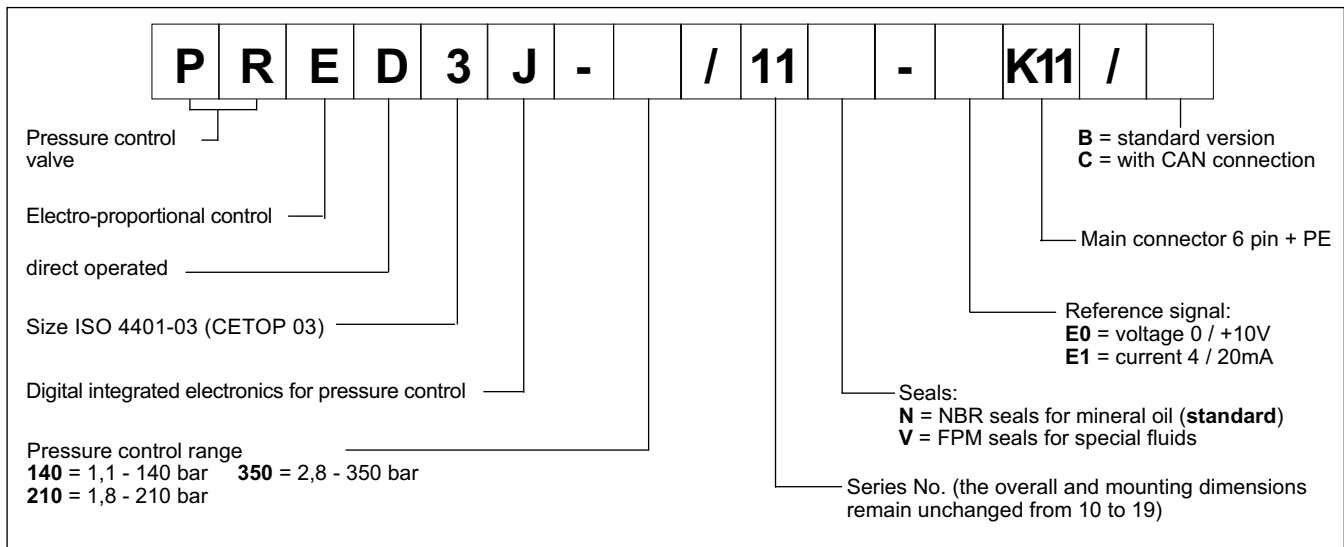 P R E D 3 J - / 11 - K11 /
Pressure control
valve
Electro-proportional control
direct operated
Size ISO 4401-03 (CETOP 03)
Digital integrated electronics for pressure control
Pressure control range
140 = 1,1 - 140 bar 350 = 2,8 - 350 bar
210 = 1,8 - 210 bar
B = standard version
C = with CAN connection
Main connector 6 pin + PE
Reference signal:
E0 = voltage 0 / +10V
E1 = current 4 / 20mA
Seals:
N = NBR seals for mineral oil (standard)
V = FPM seals for special fluids
Series No. (the overall and mounting dimensions
remain unchanged from 10 to 19)